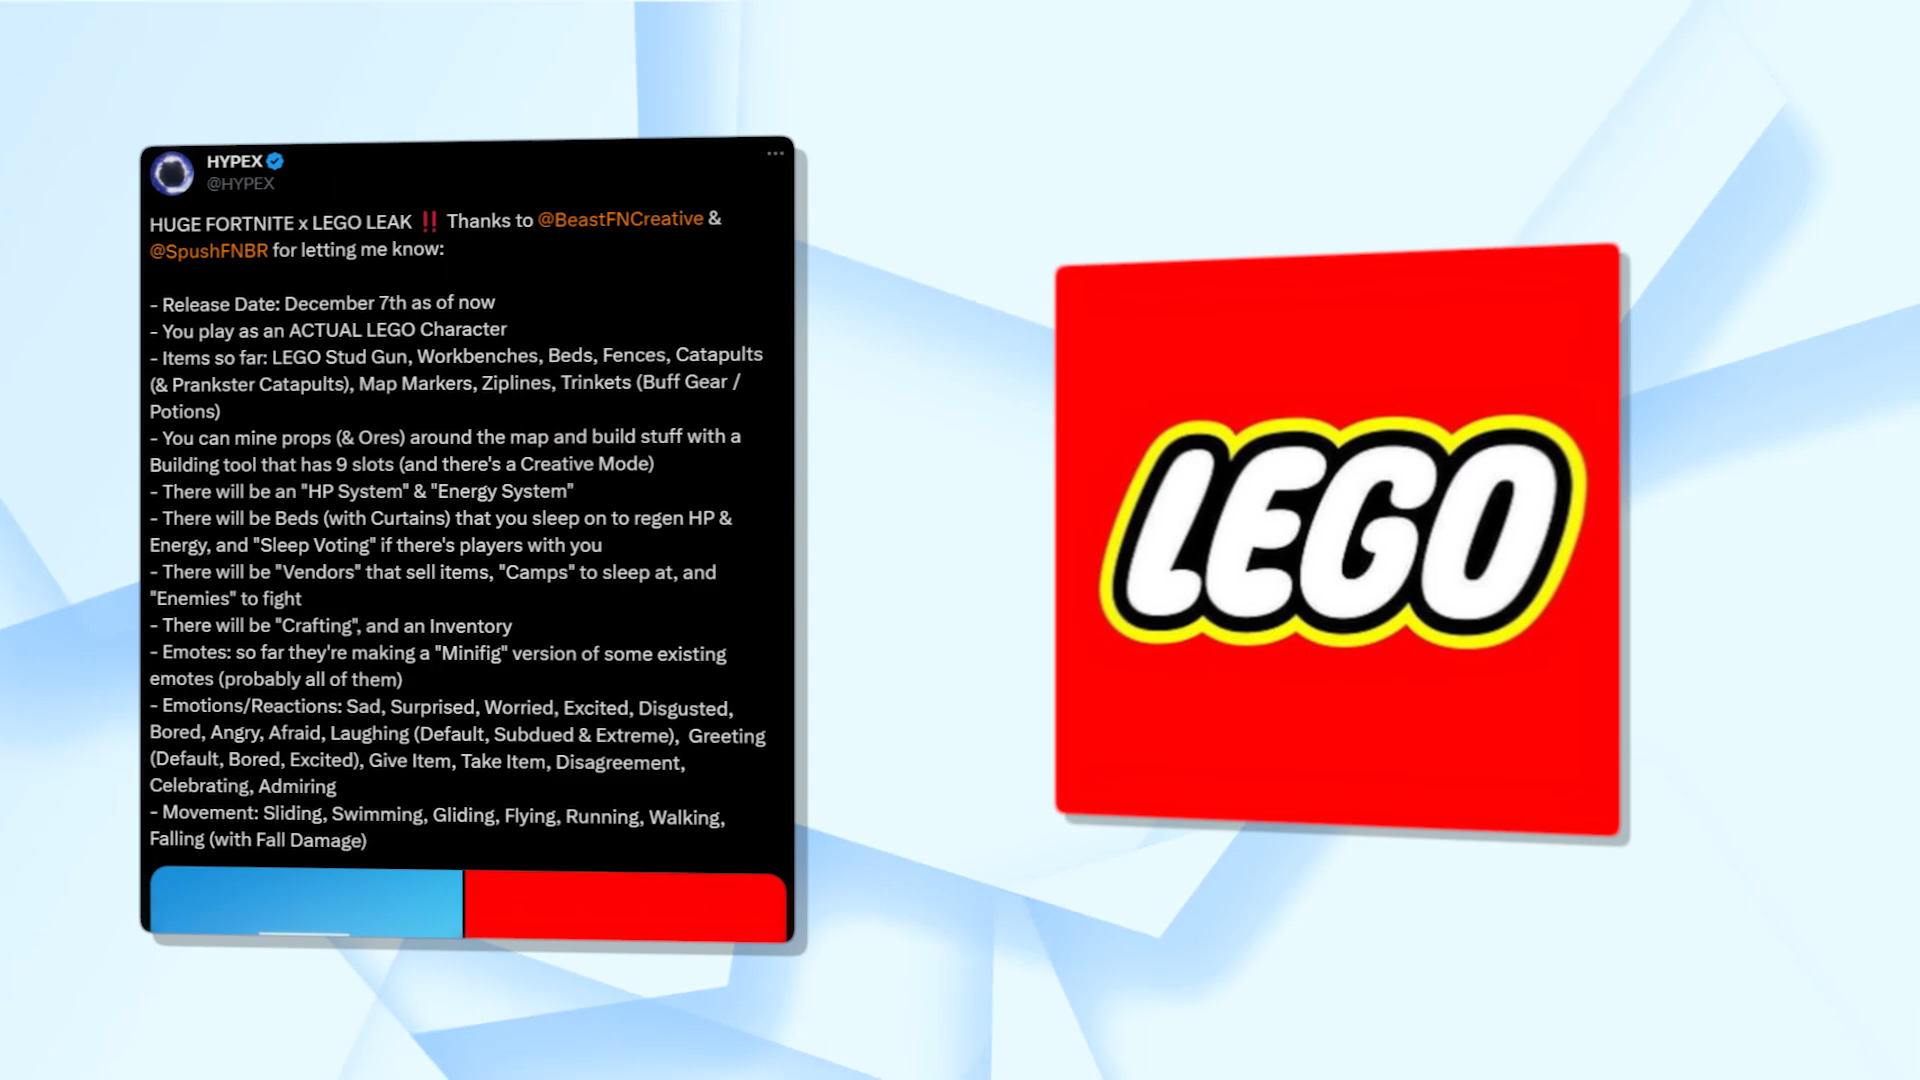 HYPEX
@HYPEX
HUGE FORTNITE x LEGO LEAK ‼️ Thanks to @BeastFNCreative &
@SpushFNBR for letting me know:
- Release Date: December 7th as of now
- You play as an ACTUAL LEGO Character
- Items so far: LEGO Stud Gun, Workbenches, Beds, Fences, Catapults
(& Prankster Catapults), Map Markers, Ziplines, Trinkets (Buff Gear /
Potions)
- You can mine props (& Ores) around the map and build stuff with a
Building tool that has 9 slots (and there's a Creative Mode)
- There will be an "HP System" & "Energy System"
- There will be Beds (with Curtains) that you sleep on to regen HP &
Energy, and "Sleep Voting" if there's players with you
- There will be "Vendors" that sell items, "Camps" to sleep at, and
"Enemies" to fight
- There will be "Crafting", and an Inventory
- Emotes: so far they're making a "Minifig" version of some existing
emotes (probably all of them)
- Emotions/Reactions: Sad, Surprised, Worried, Excited, Disgusted,
Bored, Angry, Afraid, Laughing (Default, Subdued & Extreme), Greeting
(Default, Bored, Excited), Give Item, Take Item, Disagreement,
Celebrating, Admiring
- Movement: Sliding, Swimming, Gliding, Flying, Running, Walking,
Falling (with Fall Damage)
LEGO